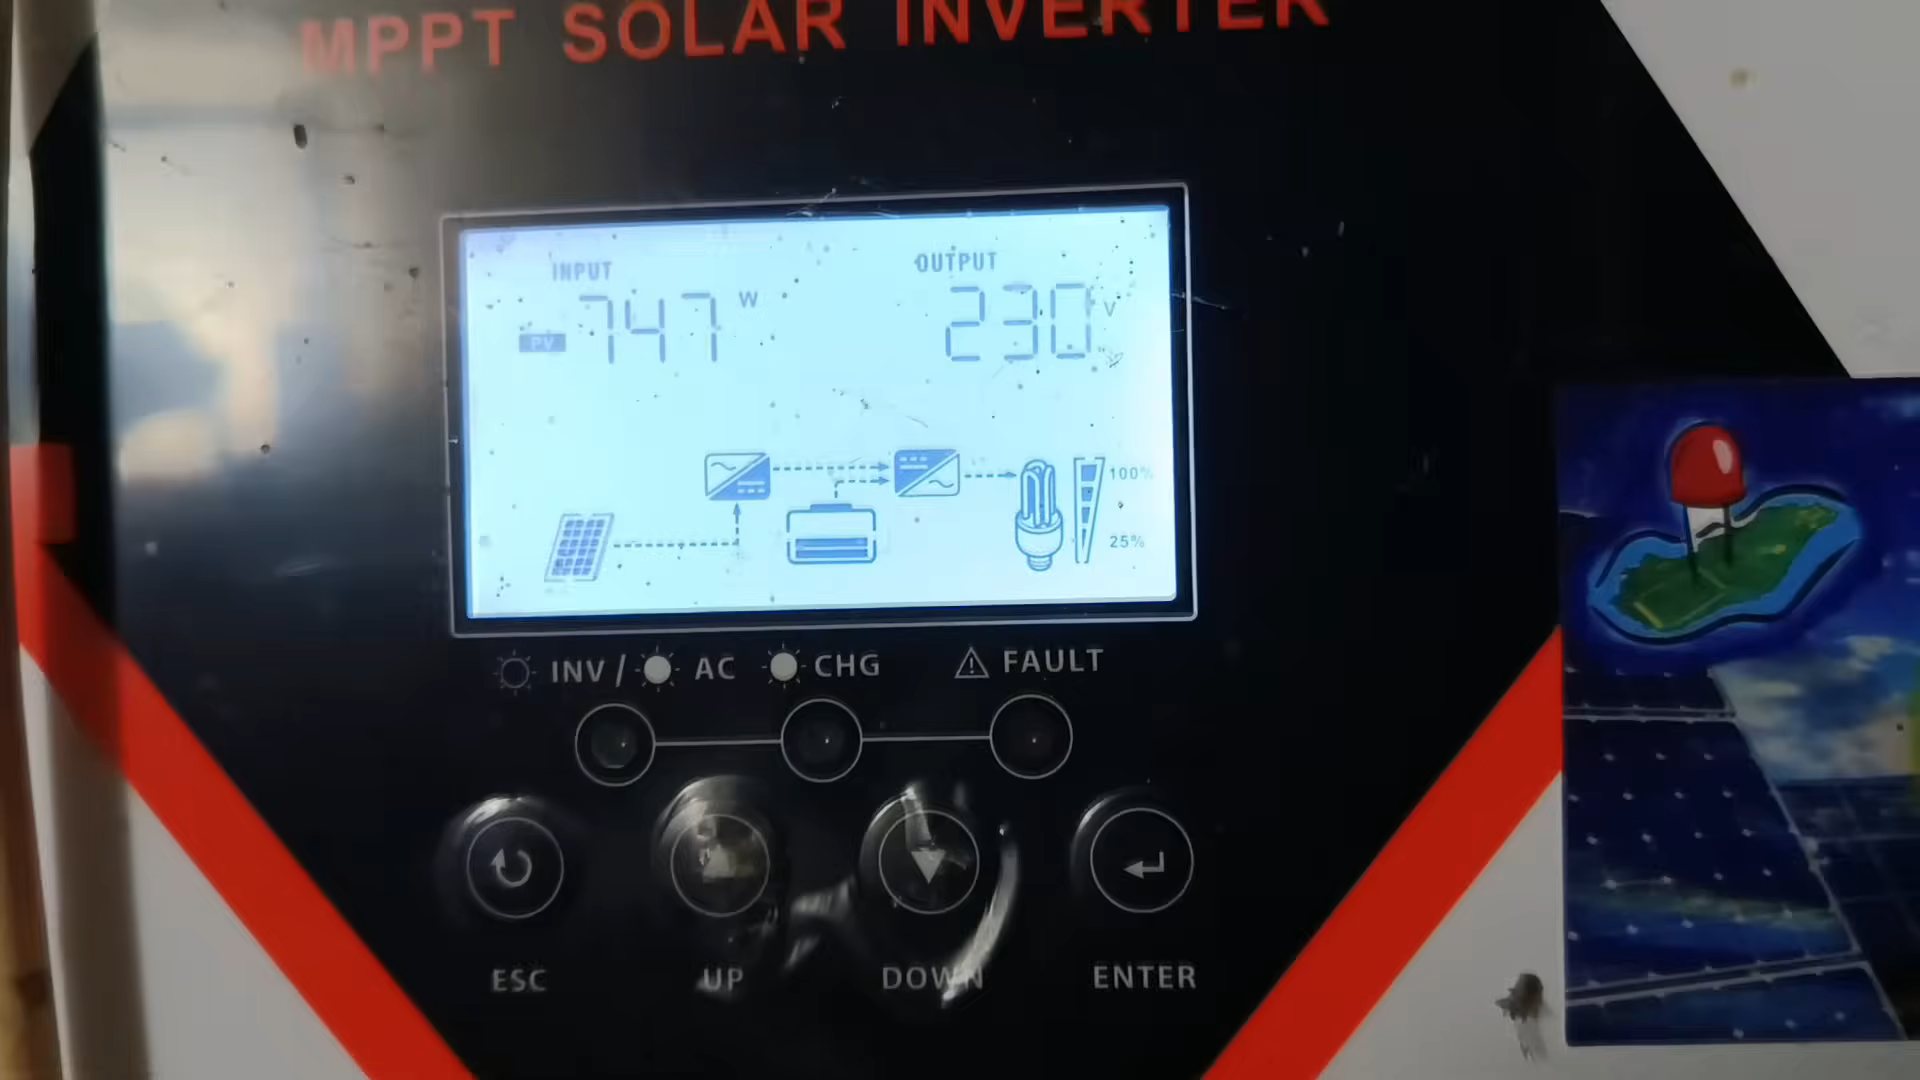 MPPT SOLAR INVERTER
INPUT
OUTPUT
PV 747 W
230 V
100%
25%
INV / AC CHG FAULT
ESC UP DOWN ENTER